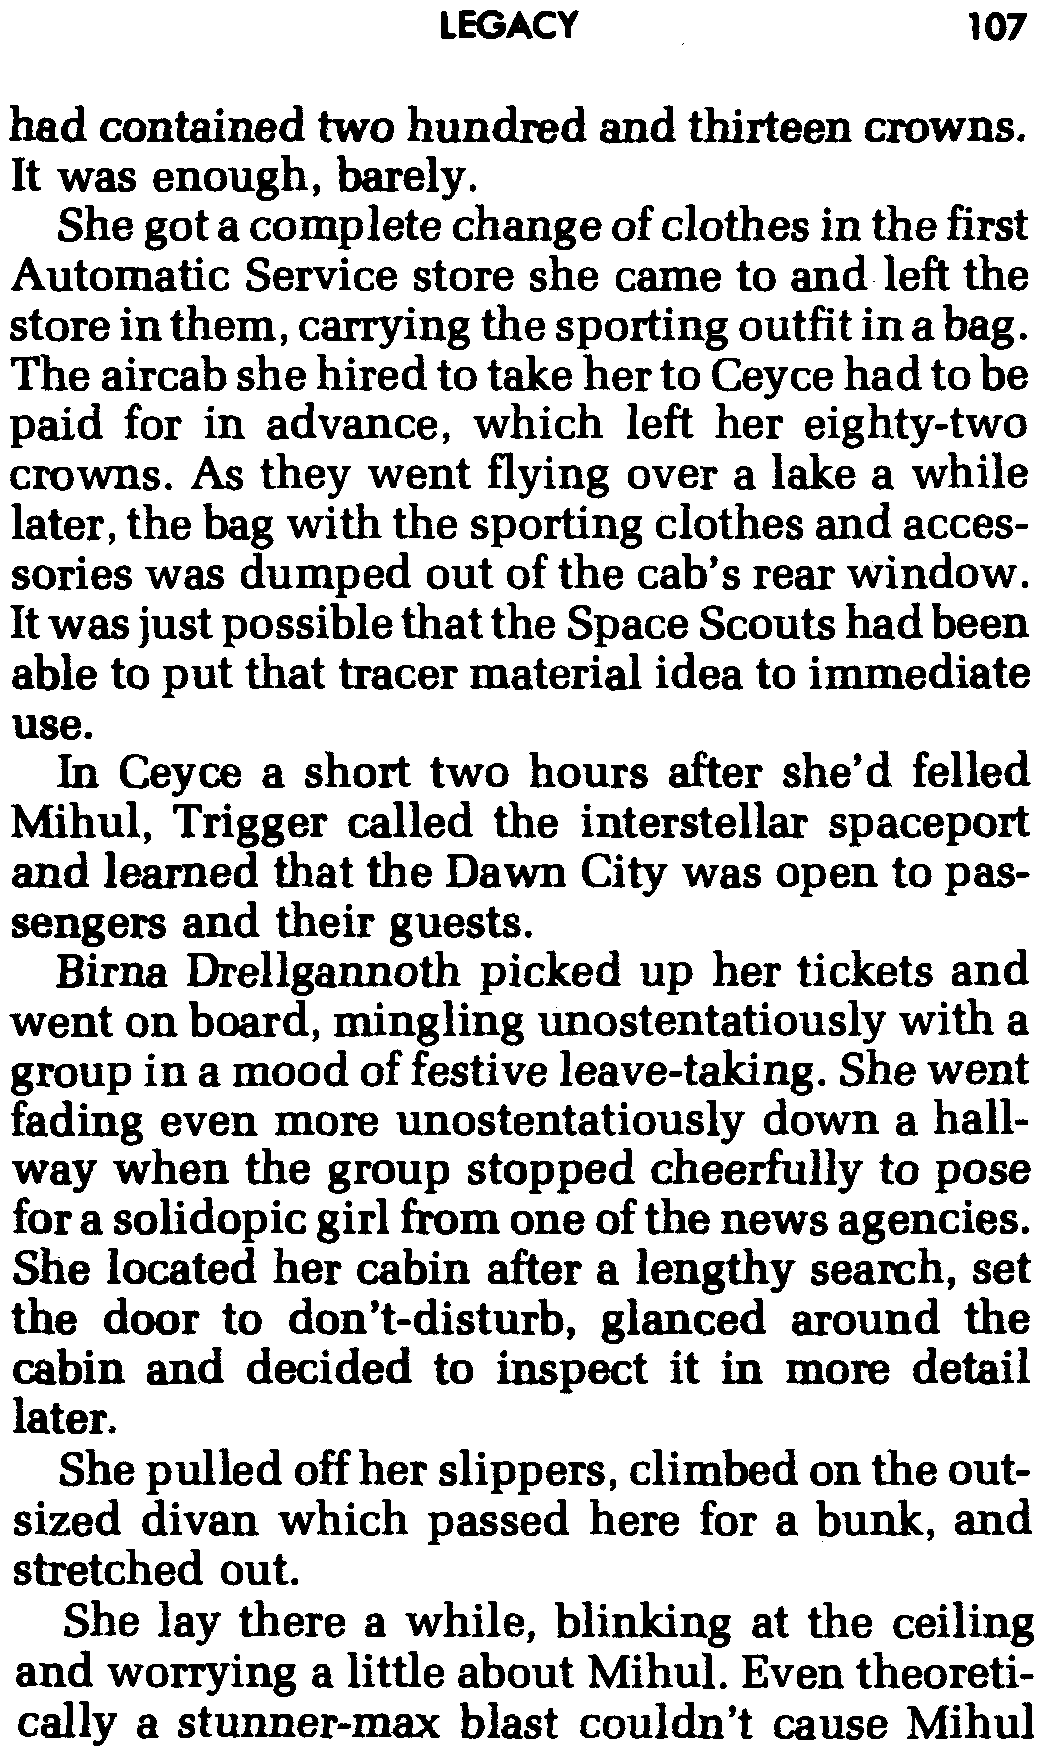 LEGACY 107
had contained two hundred and thirteen crowns.
It was enough, barely.
She got a complete change of clothes in the first
Automatic Service store she came to and left the
store in them, carrying the sporting outfit in a bag.
The aircab she hired to take her to Ceyce had to be
paid for in advance, which left her eighty-two
crowns. As they went flying over a lake a while
later, the bag with the sporting clothes and acces-
sories was dumped out of the cab's rear window.
It was just possible that the Space Scouts had been
able to put that tracer material idea to immediate
use.
In Ceyce a short two hours after she'd felled
Mihul, Trigger called the interstellar spaceport
and learned that the Dawn City was open to pas-
sengers and their guests.
Birna Drellgannoth picked up her tickets and
went on board, mingling unostentatiously with a
group in a mood of festive leave-taking. She went
fading even more unostentatiously down a hall-
way when the group stopped cheerfully to pose
for a solidopic girl from one of the news agencies.
She located her cabin after a lengthy search, set
the door to don't-disturb, glanced around the
cabin and decided to inspect it in more detail
later.
She pulled off her slippers, climbed on the out-
sized divan which passed here for a bunk, and
stretched out.
She lay there a while, blinking at the ceiling
and worrying a little about Mihul. Even theoreti-
cally a stunner-max blast couldn't cause Mihul